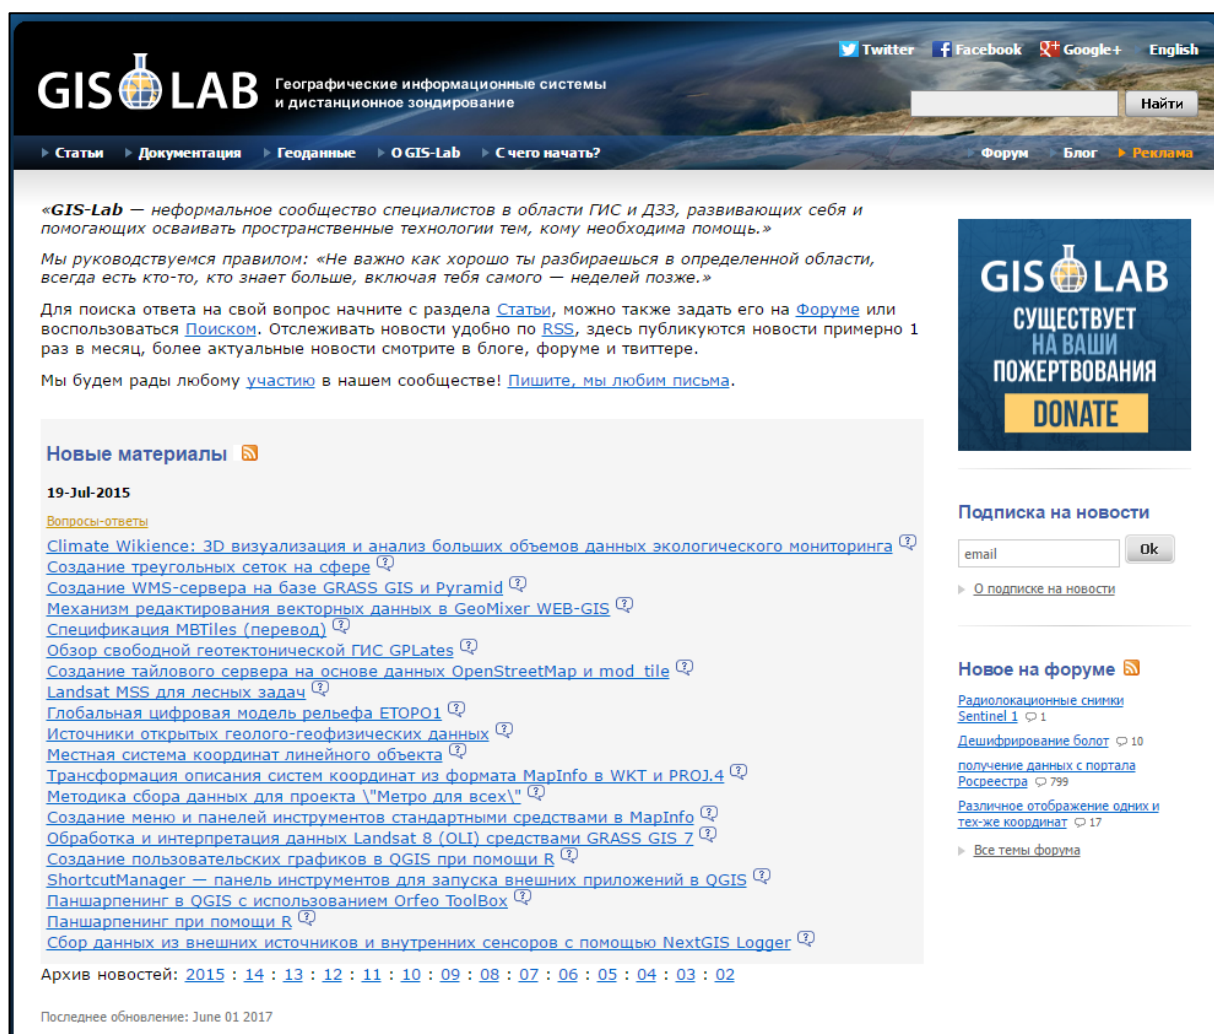 Twitter Facebook Google+ English
GIS LAB
Географические информационные системы
и дистанционное зондирование
Найти
Статьи Документация Геоданные О GIS-Lab С чего начать?
Форум Блог Реклама
«GIS-Lab — неформальное сообщество специалистов в области ГИС и ДЗЗ, развивающих себя и
помогающих осваивать пространственные технологии тем, кому необходима помощь.»
Мы руководствуемся правилом: «Не важно как хорошо ты разбираешься в определенной области,
всегда есть кто-то, кто знает больше, включая тебя самого — неделей позже.»
Для поиска ответа на свой вопрос начните с раздела Статьи, можно также задать его на Форуме или
воспользоваться Поиском. Отслеживать новости удобно по RSS, здесь публикуются новости примерно 1
раз в месяц, более актуальные новости смотрите в блоге, форуме и твиттере.
Мы будем рады любому участию в нашем сообществе! Пишите, мы любим письма.
Новые материалы
19-Jul-2015
Вопросы-ответы
Climate Wikience: 3D визуализация и анализ больших объемов данных экологического мониторинга
Создание треугольных сеток на сфере
Создание WMS-сервера на базе GRASS GIS и Pyramid
Механизм редактирования векторных данных в GeoMixer WEB-GIS
Спецификация MBTiles (перевод)
Обзор свободной геотектонической ГИС GPLates
Создание тайлового сервера на основе данных OpenStreetMap и mod_tile
Landsat MSS для лесных задач
Глобальная цифровая модель рельефа ETOPO1
Источники открытых геолого-геофизических данных
Местная система координат линейного объекта
Трансформация описания систем координат из формата MapInfo в WKT и PROJ.4
Методика сбора данных для проекта \"Метро для всех\"
Создание меню и панелей инструментов стандартными средствами в MapInfo
Обработка и интерпретация данных Landsat 8 (OLI) средствами GRASS GIS 7
Создание пользовательских графиков в QGIS при помощи R
ShortcutManager — панель инструментов для запуска внешних приложений в QGIS
Паншарпенинг в QGIS с использованием Orfeo ToolBox
Паншарпенинг при помощи R
Сбор данных из внешних источников и внутренних сенсоров с помощью NextGIS Logger
Архив новостей: 2015 : 14 : 13 : 12 : 11 : 10 : 09 : 08 : 07 : 06 : 05 : 04 : 03 : 02
Последнее обновление: June 01 2017
GIS LAB
СУЩЕСТВУЕТ
НА ВАШИ
ПОЖЕРТВОВАНИЯ
DONATE
Подписка на новости
email
Ok
О подписке на новости
Новое на форуме
Радиолокационные снимки
Sentinel 1 1
Дешифрирование болот 10
получение данных с портала
Росреестра 799
Различное отображение одних и
тех-же координат 17
Все темы форума